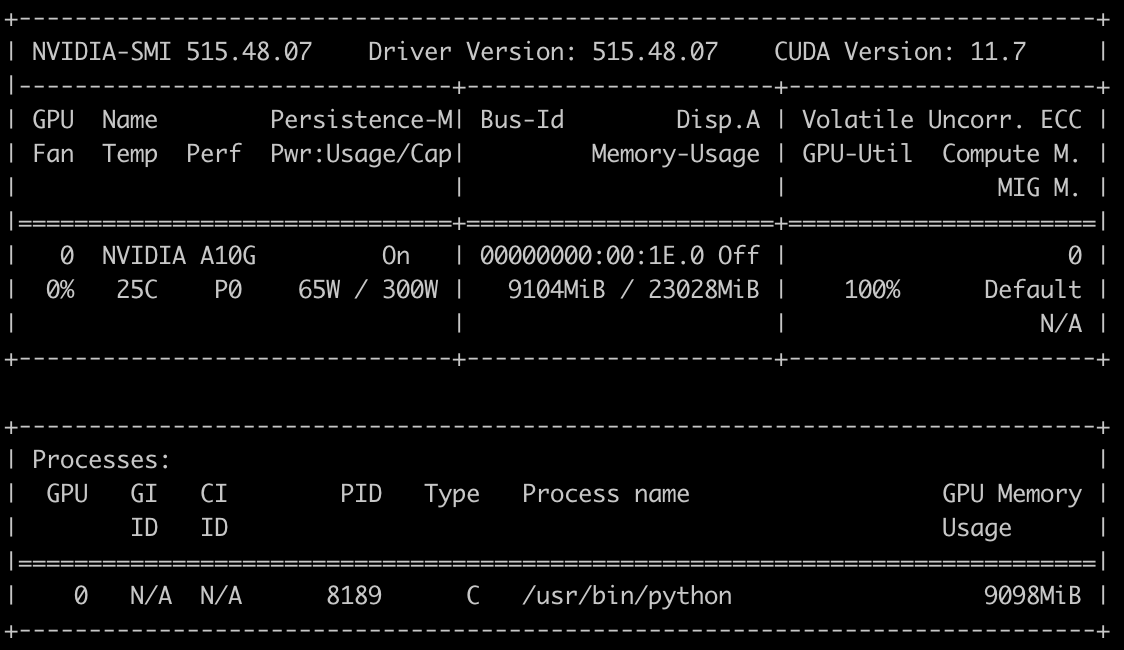 +-----------------------------------------------------------------------------+
| NVIDIA-SMI 515.48.07    Driver Version: 515.48.07    CUDA Version: 11.7     |
|-------------------------------+----------------------+----------------------+
| GPU  Name        Persistence-M| Bus-Id        Disp.A | Volatile Uncorr. ECC |
| Fan  Temp  Perf  Pwr:Usage/Cap|         Memory-Usage | GPU-Util  Compute M. |
|                               |                      |               MIG M. |
|===============================+======================+======================|
|   0  NVIDIA A10G         On   | 00000000:00:1E.0 Off |                    0 |
|  0%   25C    P0    65W / 300W |   9104MiB / 23028MiB |    100%      Default |
|                               |                      |                  N/A |
+-------------------------------+----------------------+----------------------+

+-----------------------------------------------------------------------------+
| Processes:                                                                  |
|  GPU   GI   CI        PID   Type   Process name                  GPU Memory |
|        ID   ID                                                   Usage      |
|=============================================================================|
|    0   N/A  N/A      8189      C   /usr/bin/python                  9098MiB |
+-----------------------------------------------------------------------------+